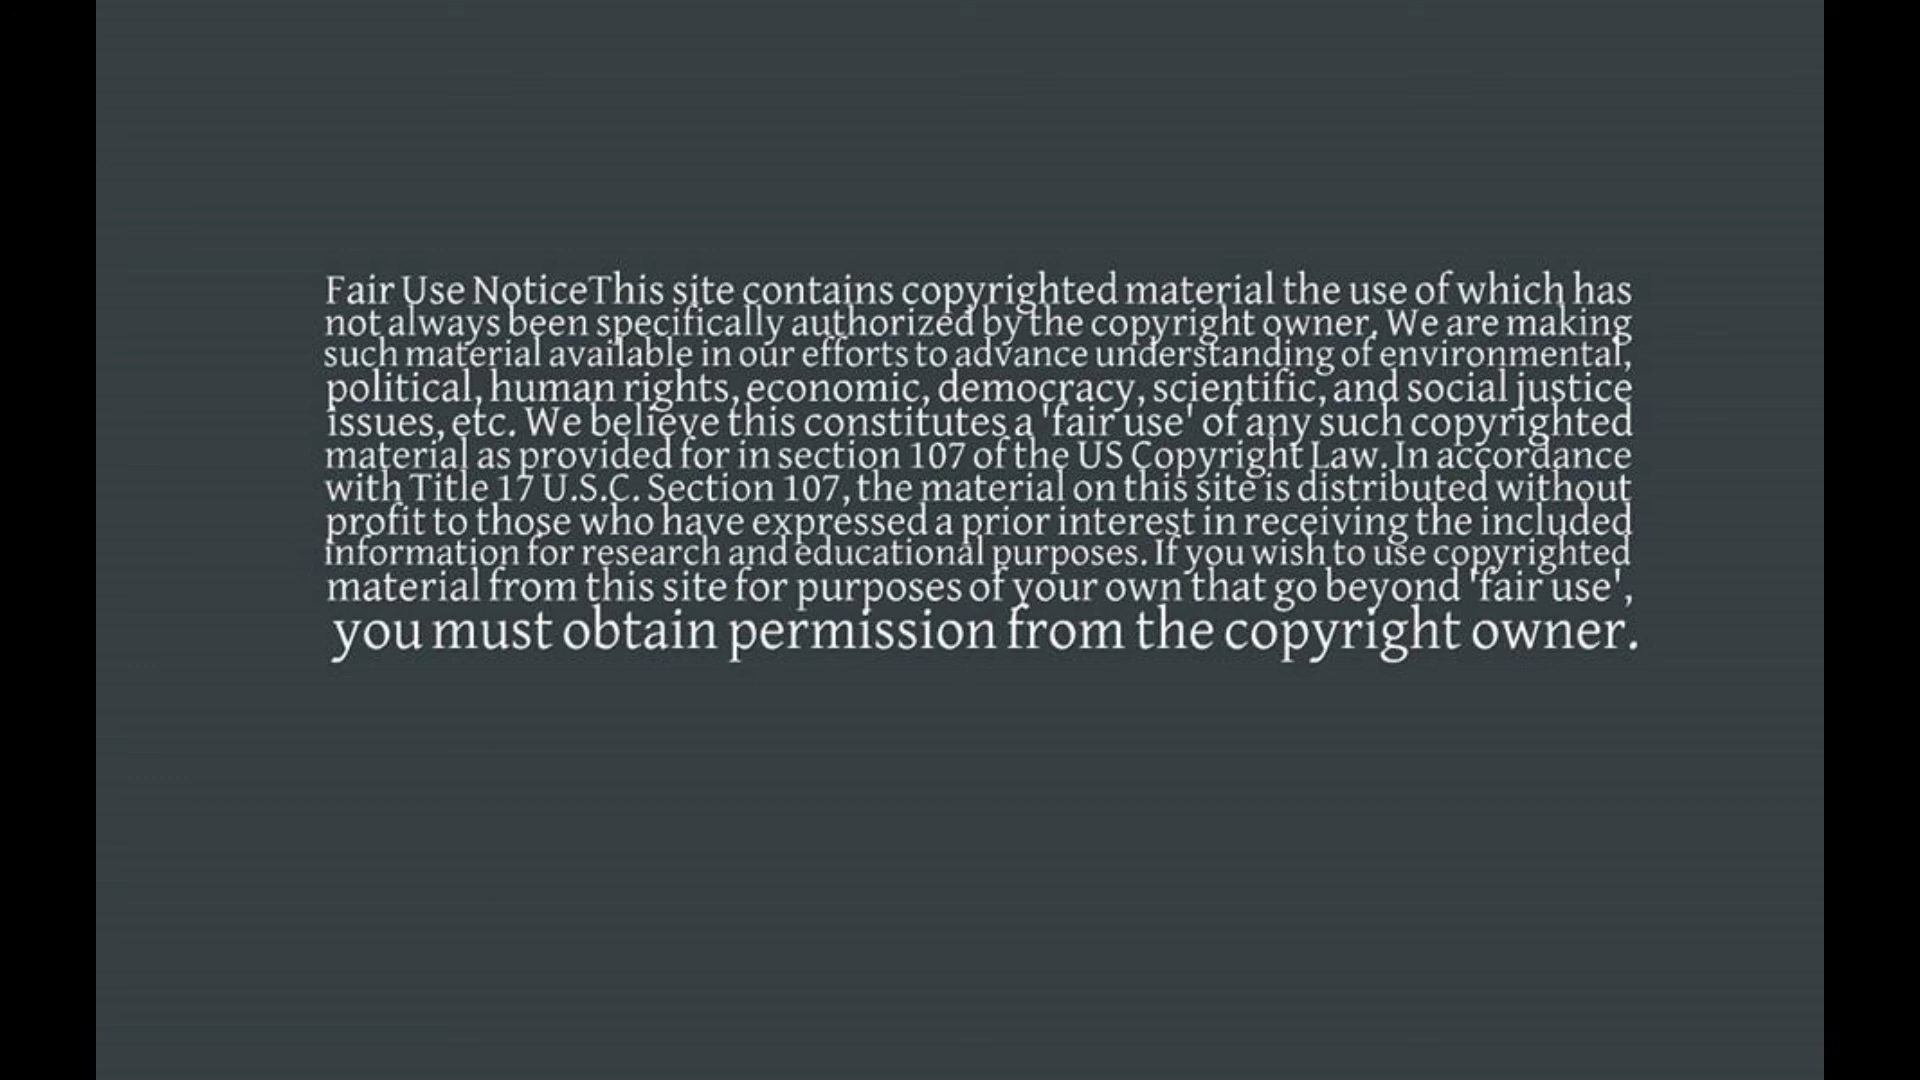 Fair Use NoticeThis site contains copyrighted material the use of which has
not always been specifically authorized by the copyright owner. We are making
such material available in our efforts to advance understanding of environmental,
political, human rights, economic, democracy, scientific, and social justice
issues, etc. We believe this constitutes a 'fair use' of any such copyrighted
material as provided for in section 107 of the US Copyright Law. In accordance
with Title 17 U.S.C. Section 107, the material on this site is distributed without
profit to those who have expressed a prior interest in receiving the included
information for research and educational purposes. If you wish to use copyrighted
material from this site for purposes of your own that go beyond 'fair use',
you must obtain permission from the copyright owner.